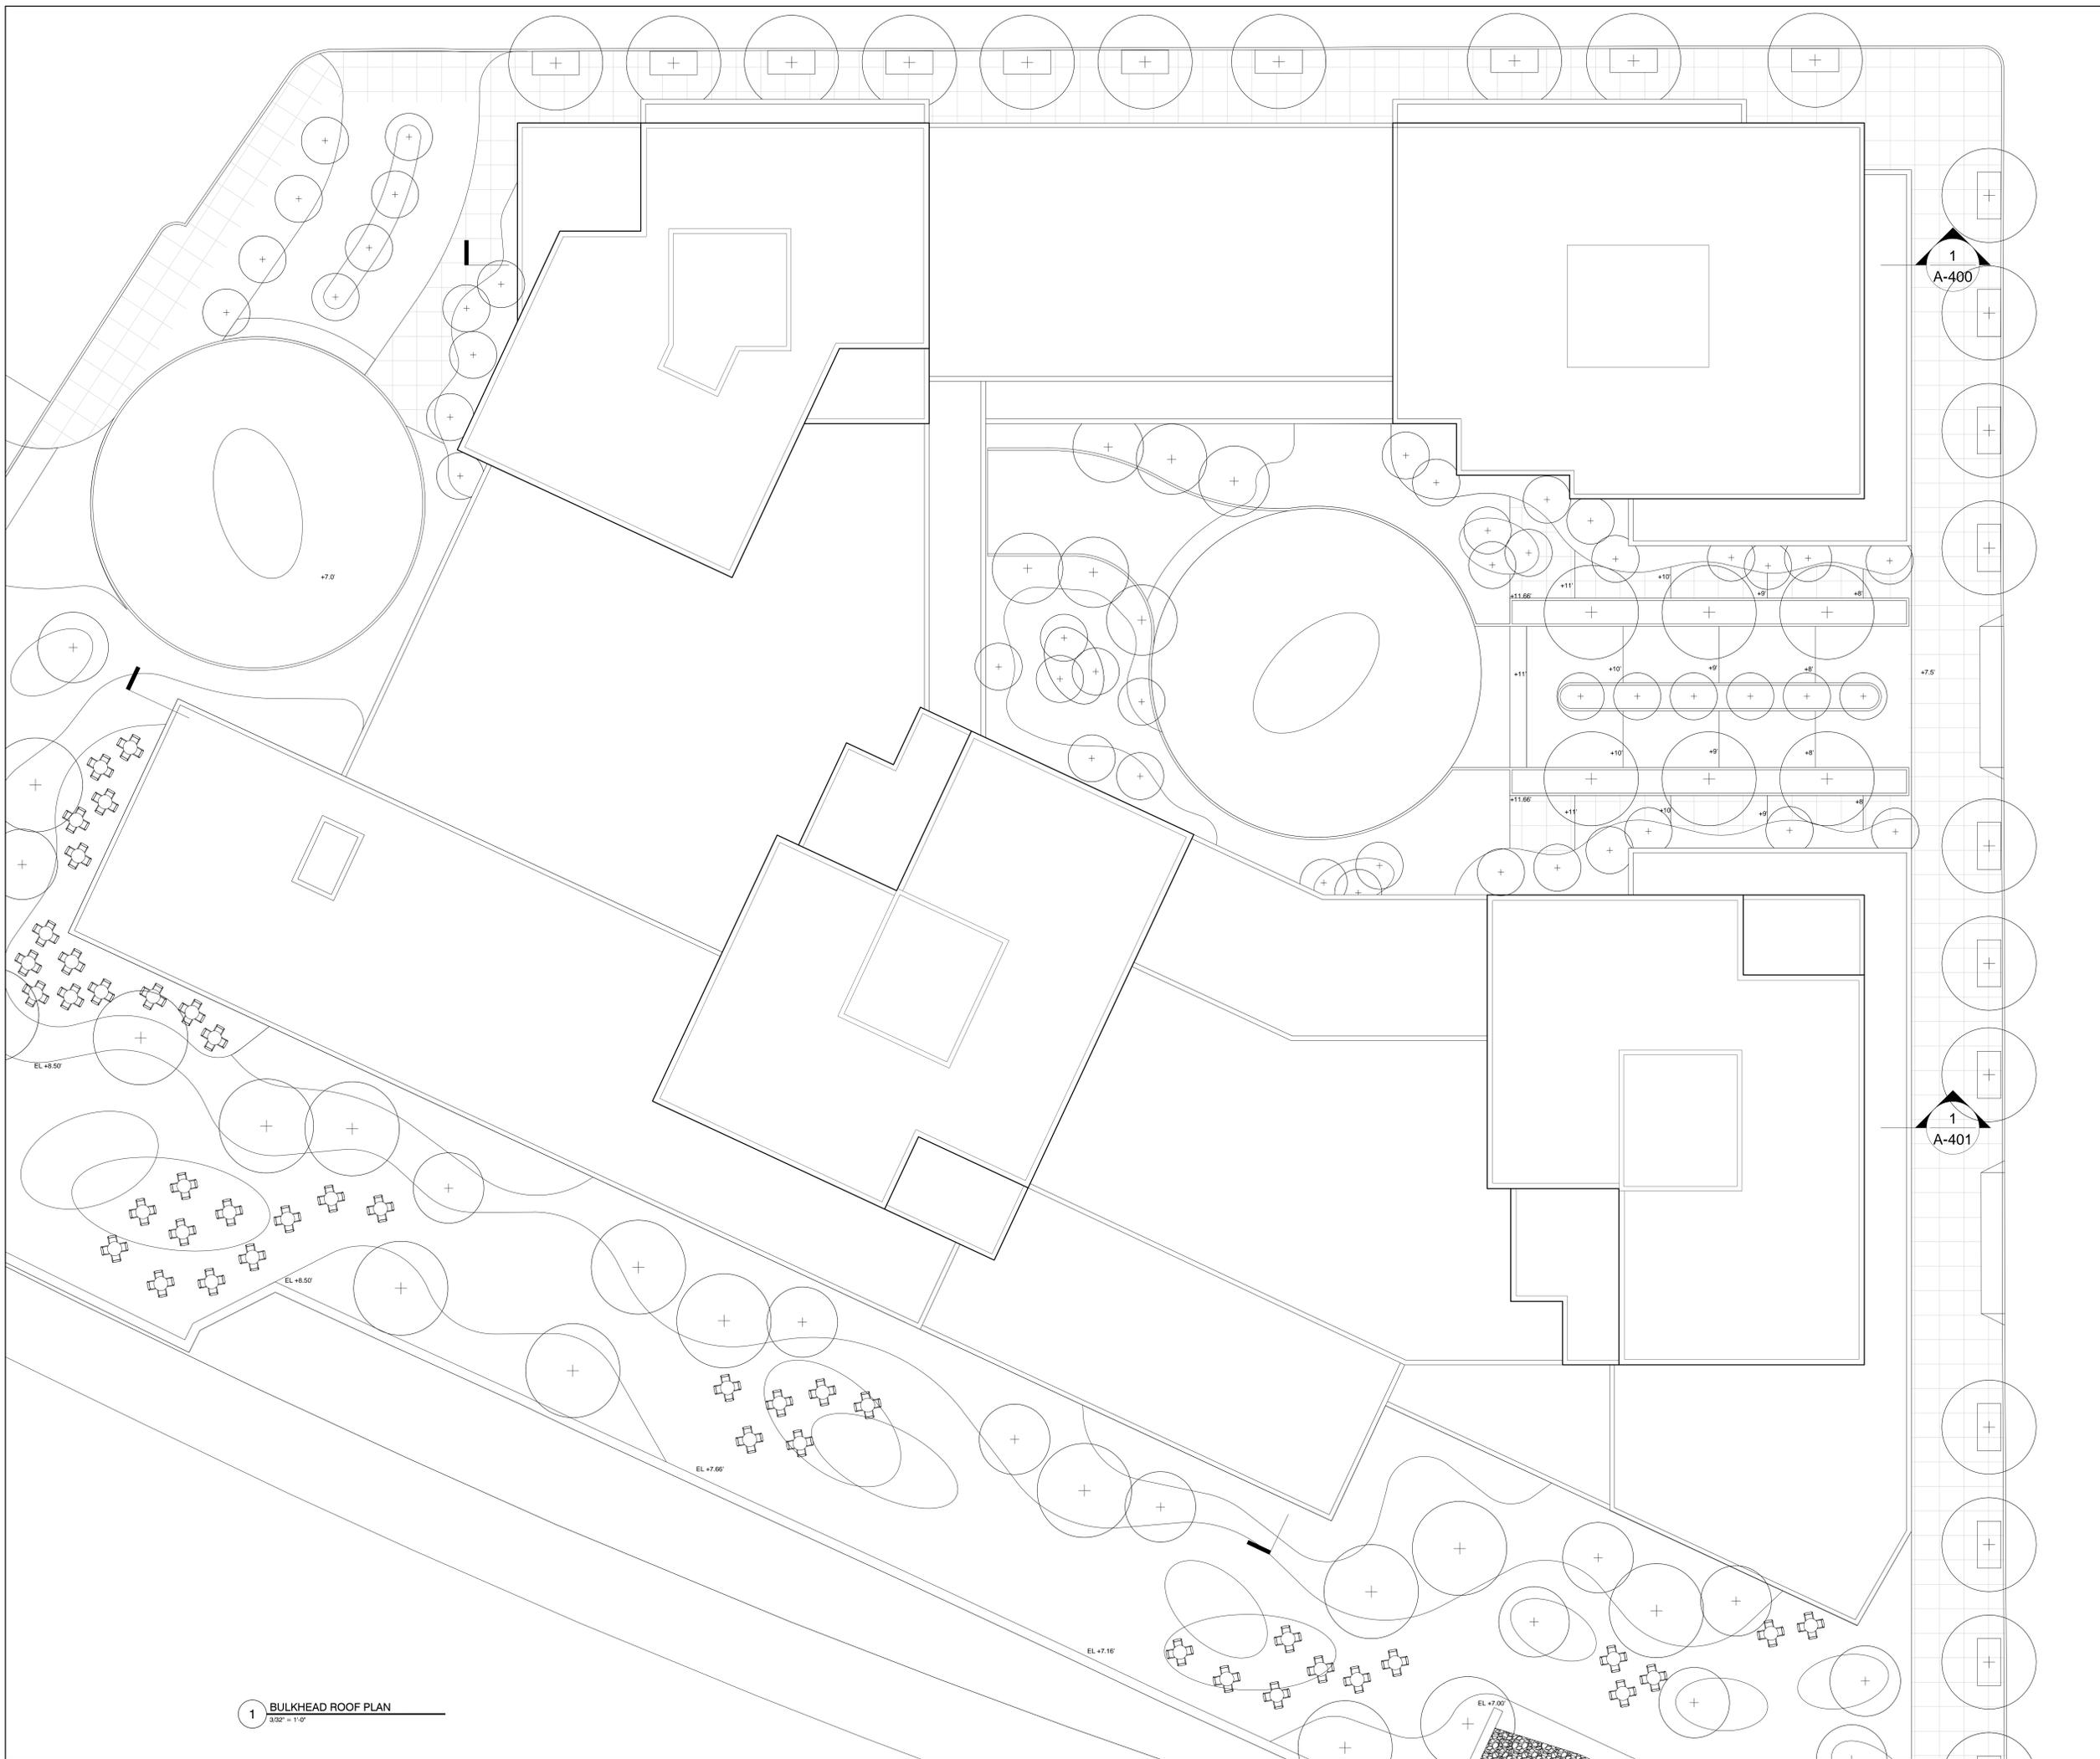 1
A-400
+7.0'
+11'
+10'
+9'
+8'
+11.66'
+10'
+9'
+8'
+11'
+7.5'
+10'
+9'
+8'
+11.66'
+11'
+10'
+9'
+8
EL +8.50'
1
A-401
EL +8.50'
EL +7.66'
EL +7.16'
EL +7.00'
1
BULKHEAD ROOF PLAN
3/32" = 1'-0"